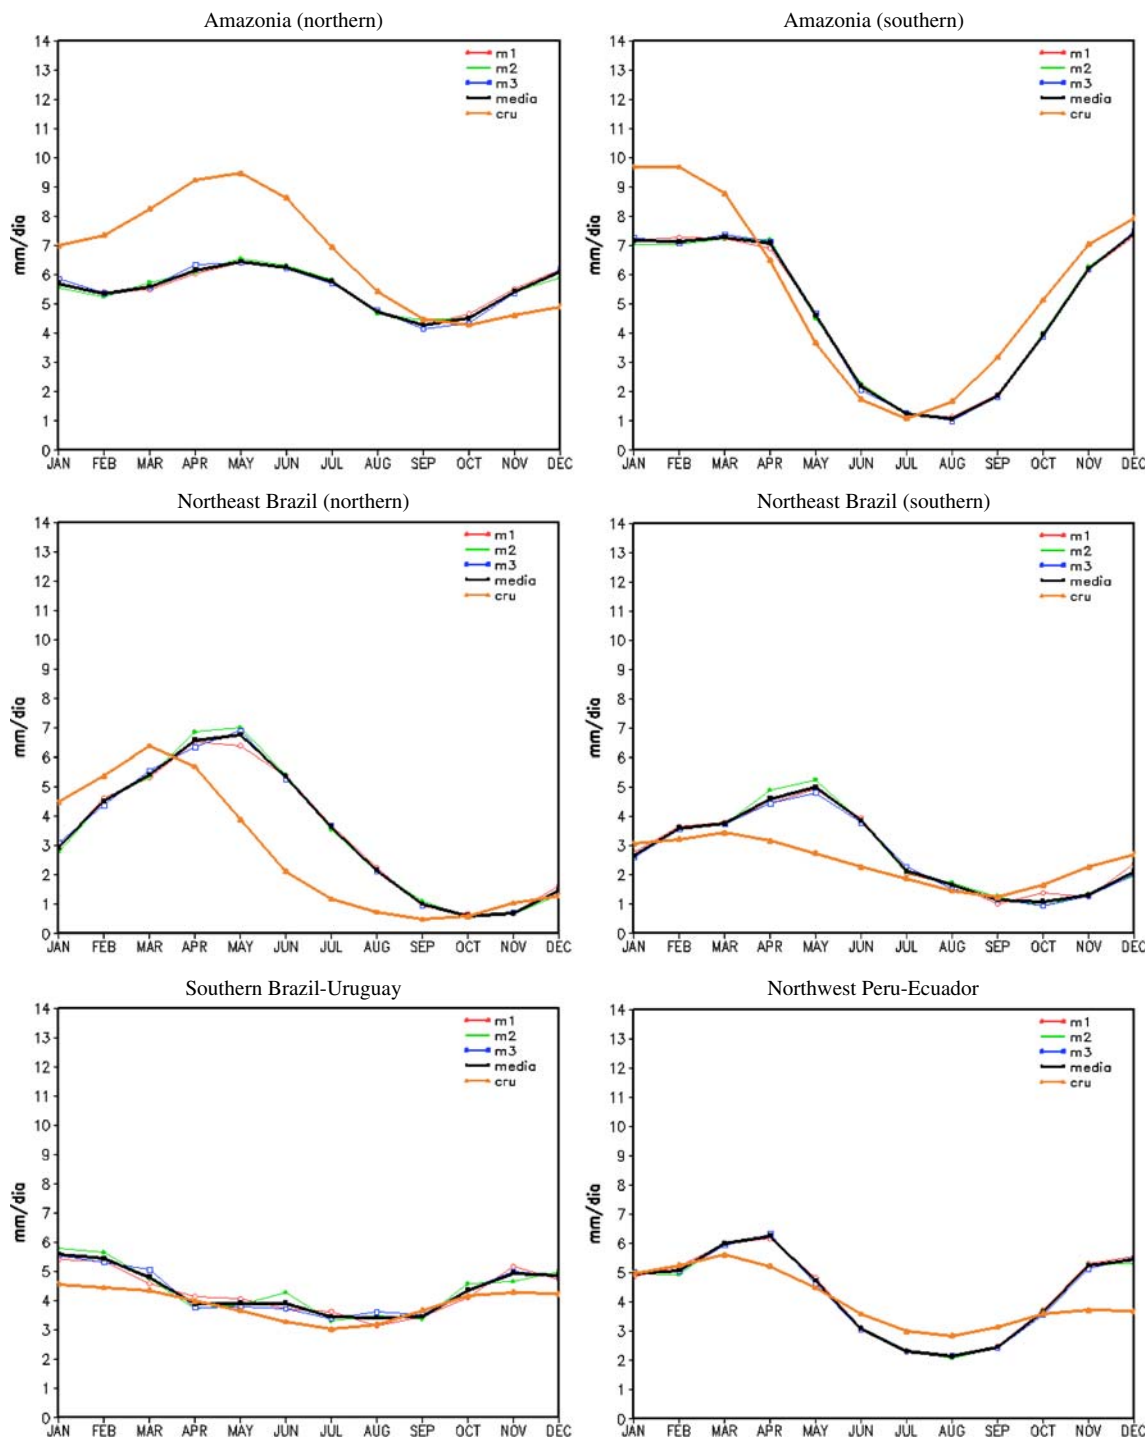 Amazonia (northern)
14
13
12
11
10
9
8
7
6
5
4
3
2
1
0
mm/dia
m1
m2
m3
media
cru
JAN FEB MAR APR MAY JUN JUL AUG SEP OCT NOV DEC
Amazonia (southern)
14
13
12
11
10
9
8
7
6
5
4
3
2
1
0
mm/dia
m1
m2
m3
media
cru
JAN FEB MAR APR MAY JUN JUL AUG SEP OCT NOV DEC
Northeast Brazil (northern)
14
13
12
11
10
9
8
7
6
5
4
3
2
1
0
mm/dia
m1
m2
m3
media
cru
JAN FEB MAR APR MAY JUN JUL AUG SEP OCT NOV DEC
Northeast Brazil (southern)
14
13
12
11
10
9
8
7
6
5
4
3
2
1
0
mm/dia
m1
m2
m3
media
cru
JAN FEB MAR APR MAY JUN JUL AUG SEP OCT NOV DEC
Southern Brazil-Uruguay
14
13
12
11
10
9
8
7
6
5
4
3
2
1
0
mm/dia
m1
m2
m3
media
cru
JAN FEB MAR APR MAY JUN JUL AUG SEP OCT NOV DEC
Northwest Peru-Ecuador
14
13
12
11
10
9
8
7
6
5
4
3
2
1
0
mm/dia
m1
m2
m3
media
cru
JAN FEB MAR APR MAY JUN JUL AUG SEP OCT NOV DEC